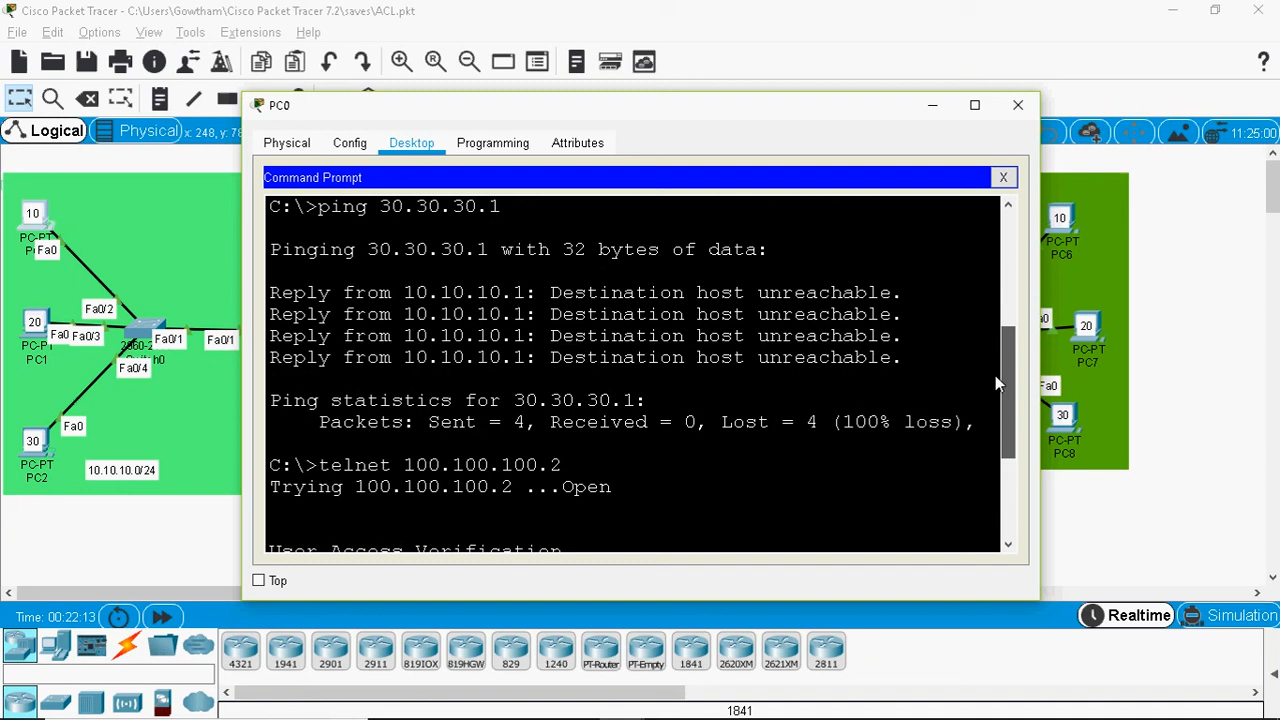 Cisco Packet Tracer - C:\Users\Gowtham\Cisco Packet Tracer 7.2\saves\ACL.pkt
File Edit Options View Tools Extensions Help
Logical Physical x: 248, y: 78 11:25:00
PC0
Physical Config Desktop Programming Attributes
Command Prompt X
C:\>ping 30.30.30.1
Pinging 30.30.30.1 with 32 bytes of data:
Reply from 10.10.10.1: Destination host unreachable.
Reply from 10.10.10.1: Destination host unreachable.
Reply from 10.10.10.1: Destination host unreachable.
Reply from 10.10.10.1: Destination host unreachable.
Ping statistics for 30.30.30.1:
Packets: Sent = 4, Received = 0, Lost = 4 (100% loss),
C:\>telnet 100.100.100.2
Trying 100.100.100.2 ...Open
User Access Verification
Top
10
PC-PT
Fa0
Fa0/2
20
Fa0
Fa0/3
Fa0/1
Fa0/1
PC1
Fa0/4
Fa0
30
PC-PT
PC2
10.10.10.0/24
10
PC-PT
PC6
20
PC-PT
PC7
Fa0
30
PC-PT
PC8
Time: 00:22:13 Realtime Simulation
4321 1941 2901 2911 819IOX 819HGW 829 1240 PT-Router PT-Empty 1841 2620XM 2621XM 2811
1841